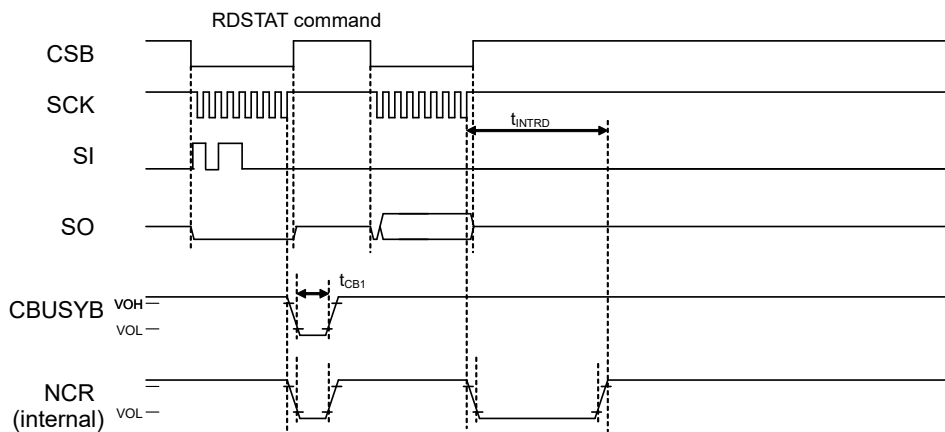 RDSTAT command
CSB
SCK
tINTRD
SI
SO
tCB1
CBUSYB
VOH
VOL
NCR
(internal)
VOL